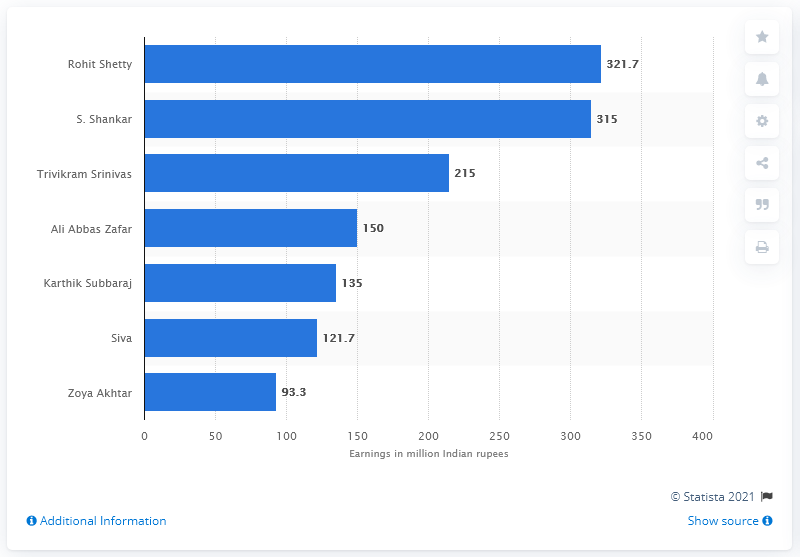 Rohit Shetty 321.7
S. Shankar 315
Trivikram Srinivas 215
Ali Abbas Zafar 150
Karthik Subbaraj 135
Siva 121.7
Zoya Akhtar 93.3
0 50 100 150 200 250 300 350 400
Earnings in million Indian rupees
© Statista 2021
Additional Information Show source